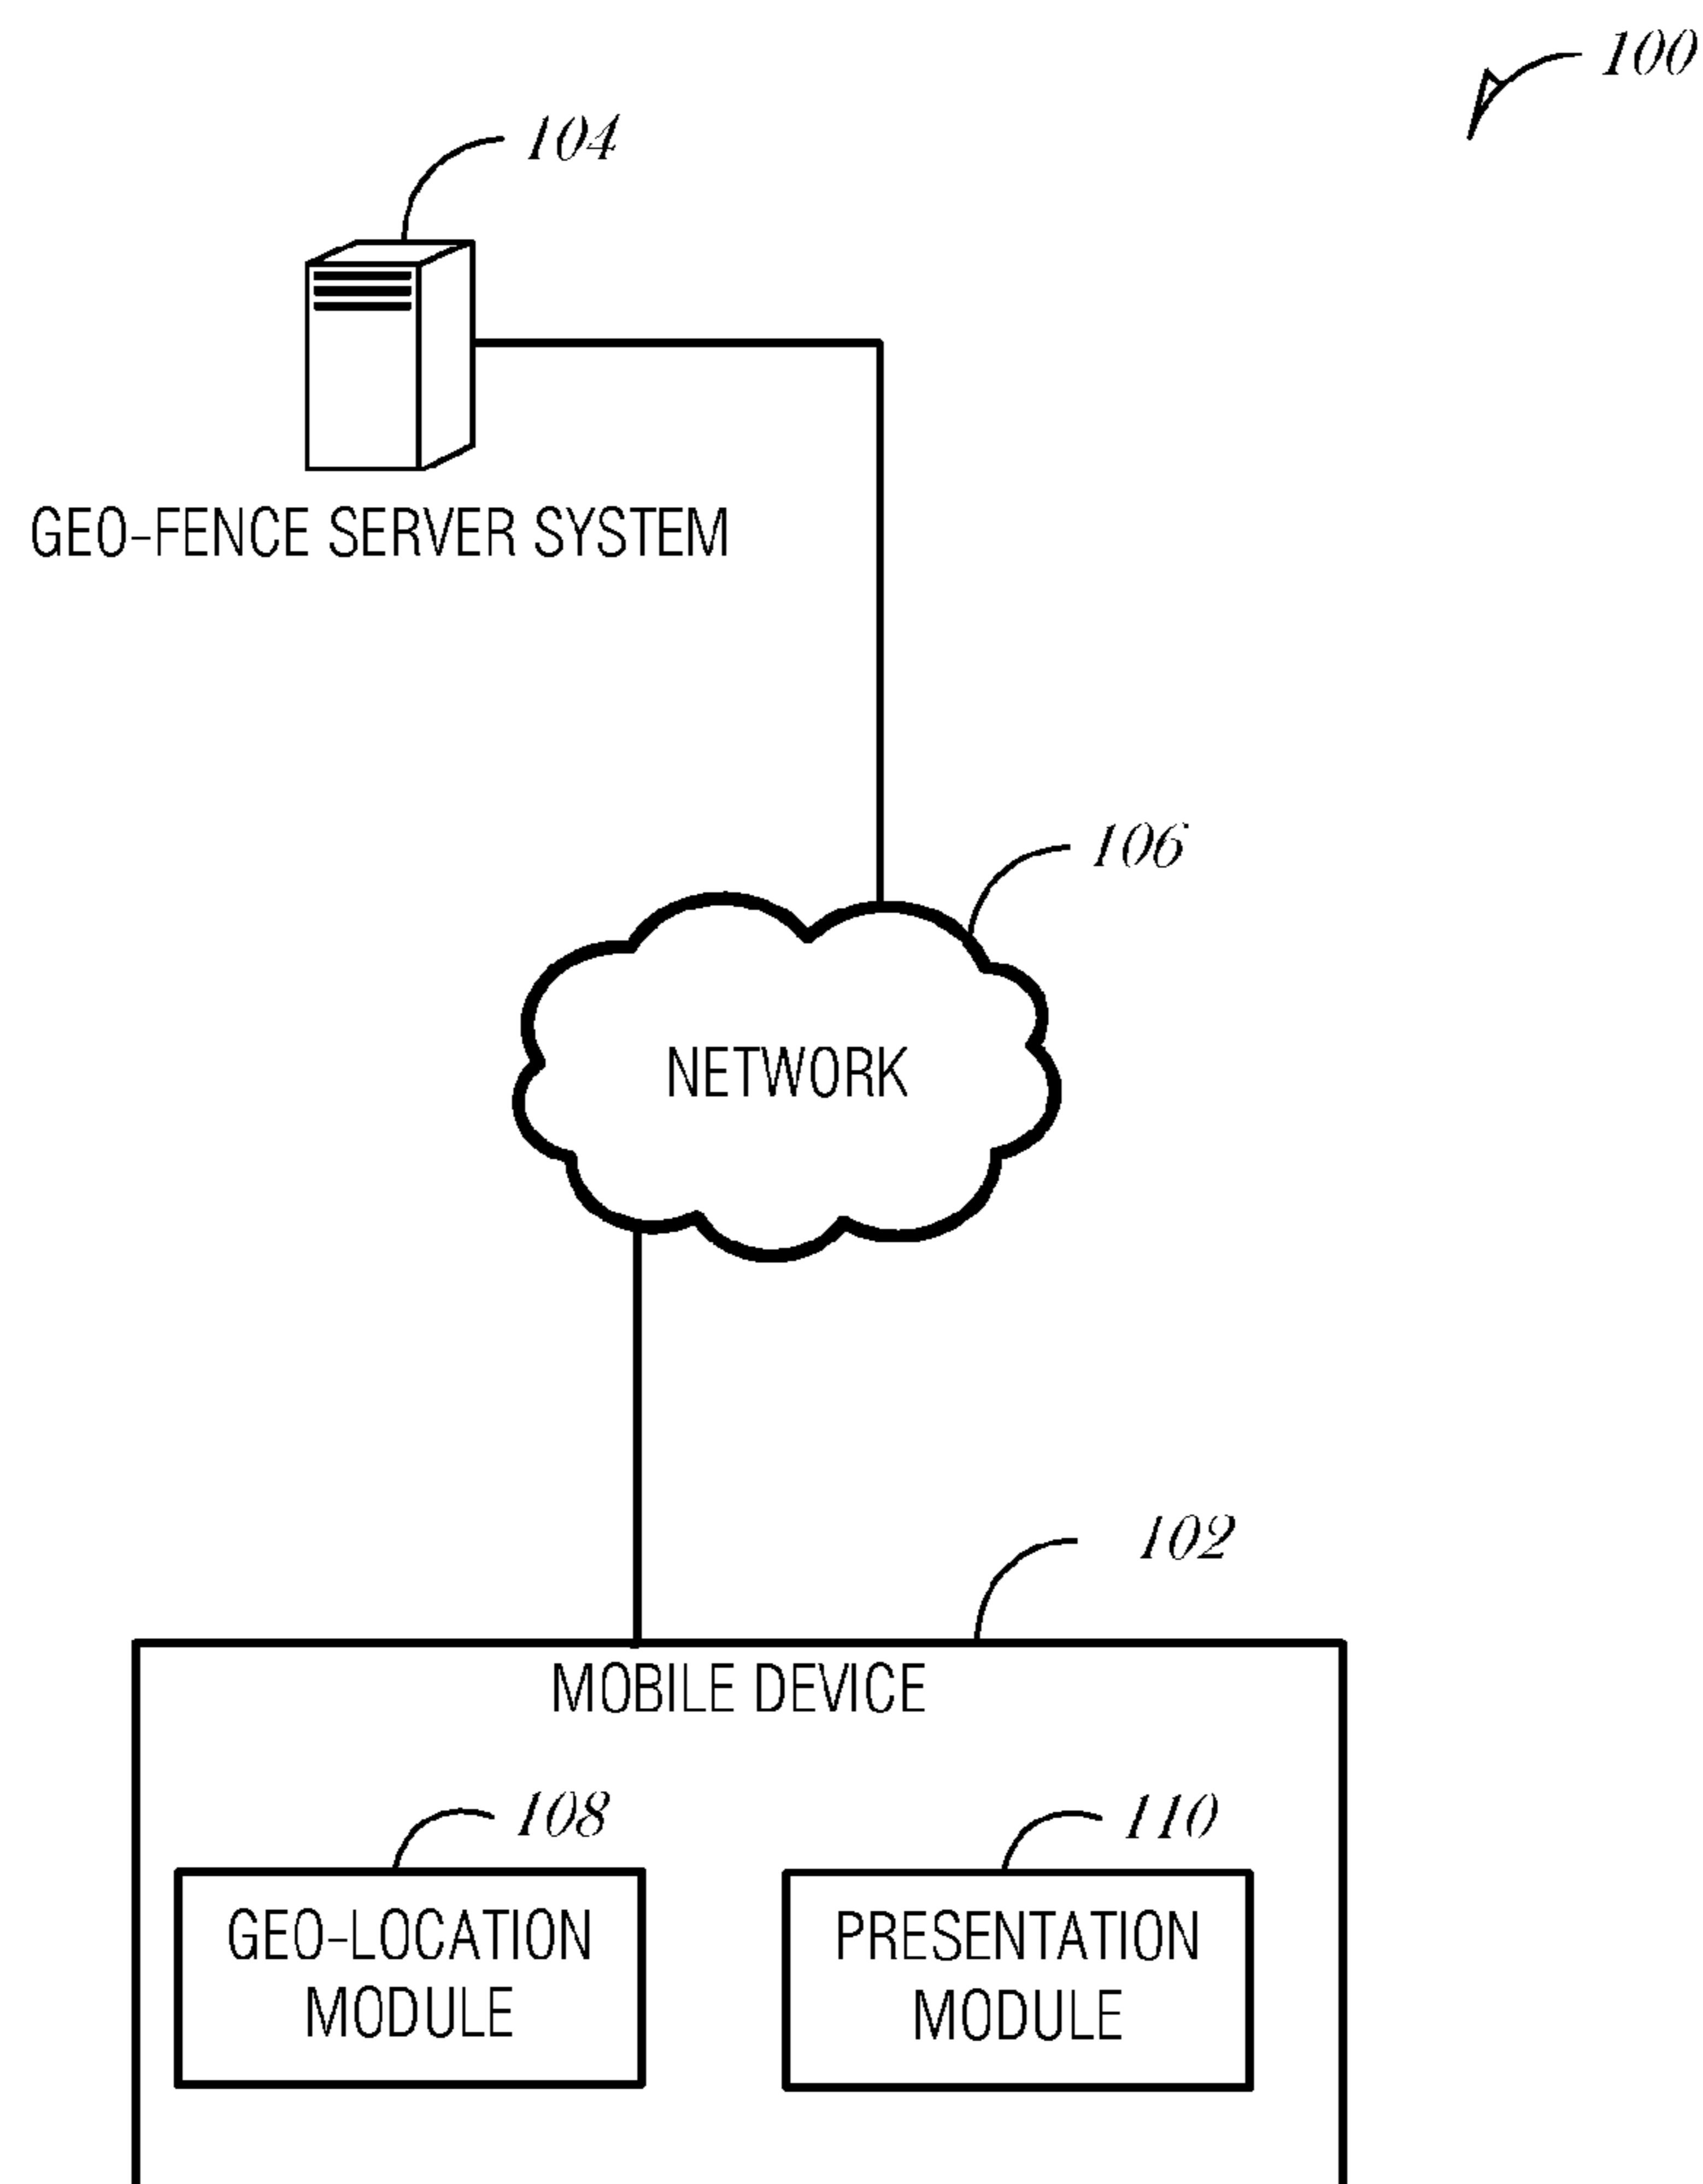 100
104
GEO-FENCE SERVER SYSTEM
106
NETWORK
102
MOBILE DEVICE
108
110
GEO-LOCATION
MODULE
PRESENTATION
MODULE